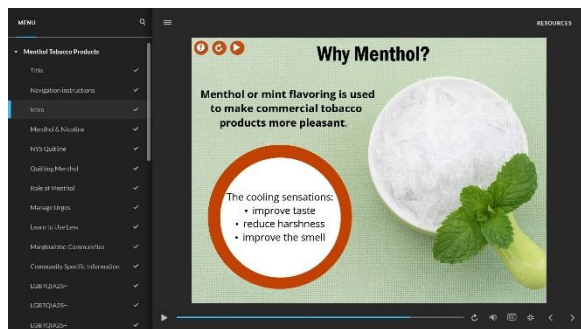 MENU
RESOURCES
Menthol Tobacco Products
Title
Navigation Instructions
Intro
Menthol & Nicotine
NYS Quitline
Quitting Menthol
Role of Menthol
Manage Urges
Learn to Use Less
Marginalized Communities
Community Specific Information
LGBTQIA2S+
LGBTQIA2S+
LGBTQIA2S+
Why Menthol?
Menthol or mint flavoring is used
to make commercial tobacco
products more pleasant.
The cooling sensations:
• improve taste
• reduce harshness
• improve the smell